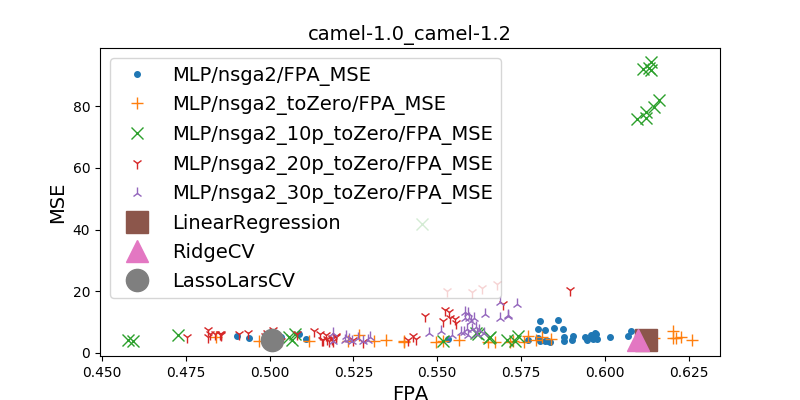 camel-1.0_camel-1.2
MSE
80
60
40
20
0
MLP/nsga2/FPA_MSE
MLP/nsga2_toZero/FPA_MSE
MLP/nsga2_10p_toZero/FPA_MSE
MLP/nsga2_20p_toZero/FPA_MSE
MLP/nsga2_30p_toZero/FPA_MSE
LinearRegression
RidgeCV
LassoLarsCV
0.450 0.475 0.500 0.525 0.550 0.575 0.600 0.625
FPA